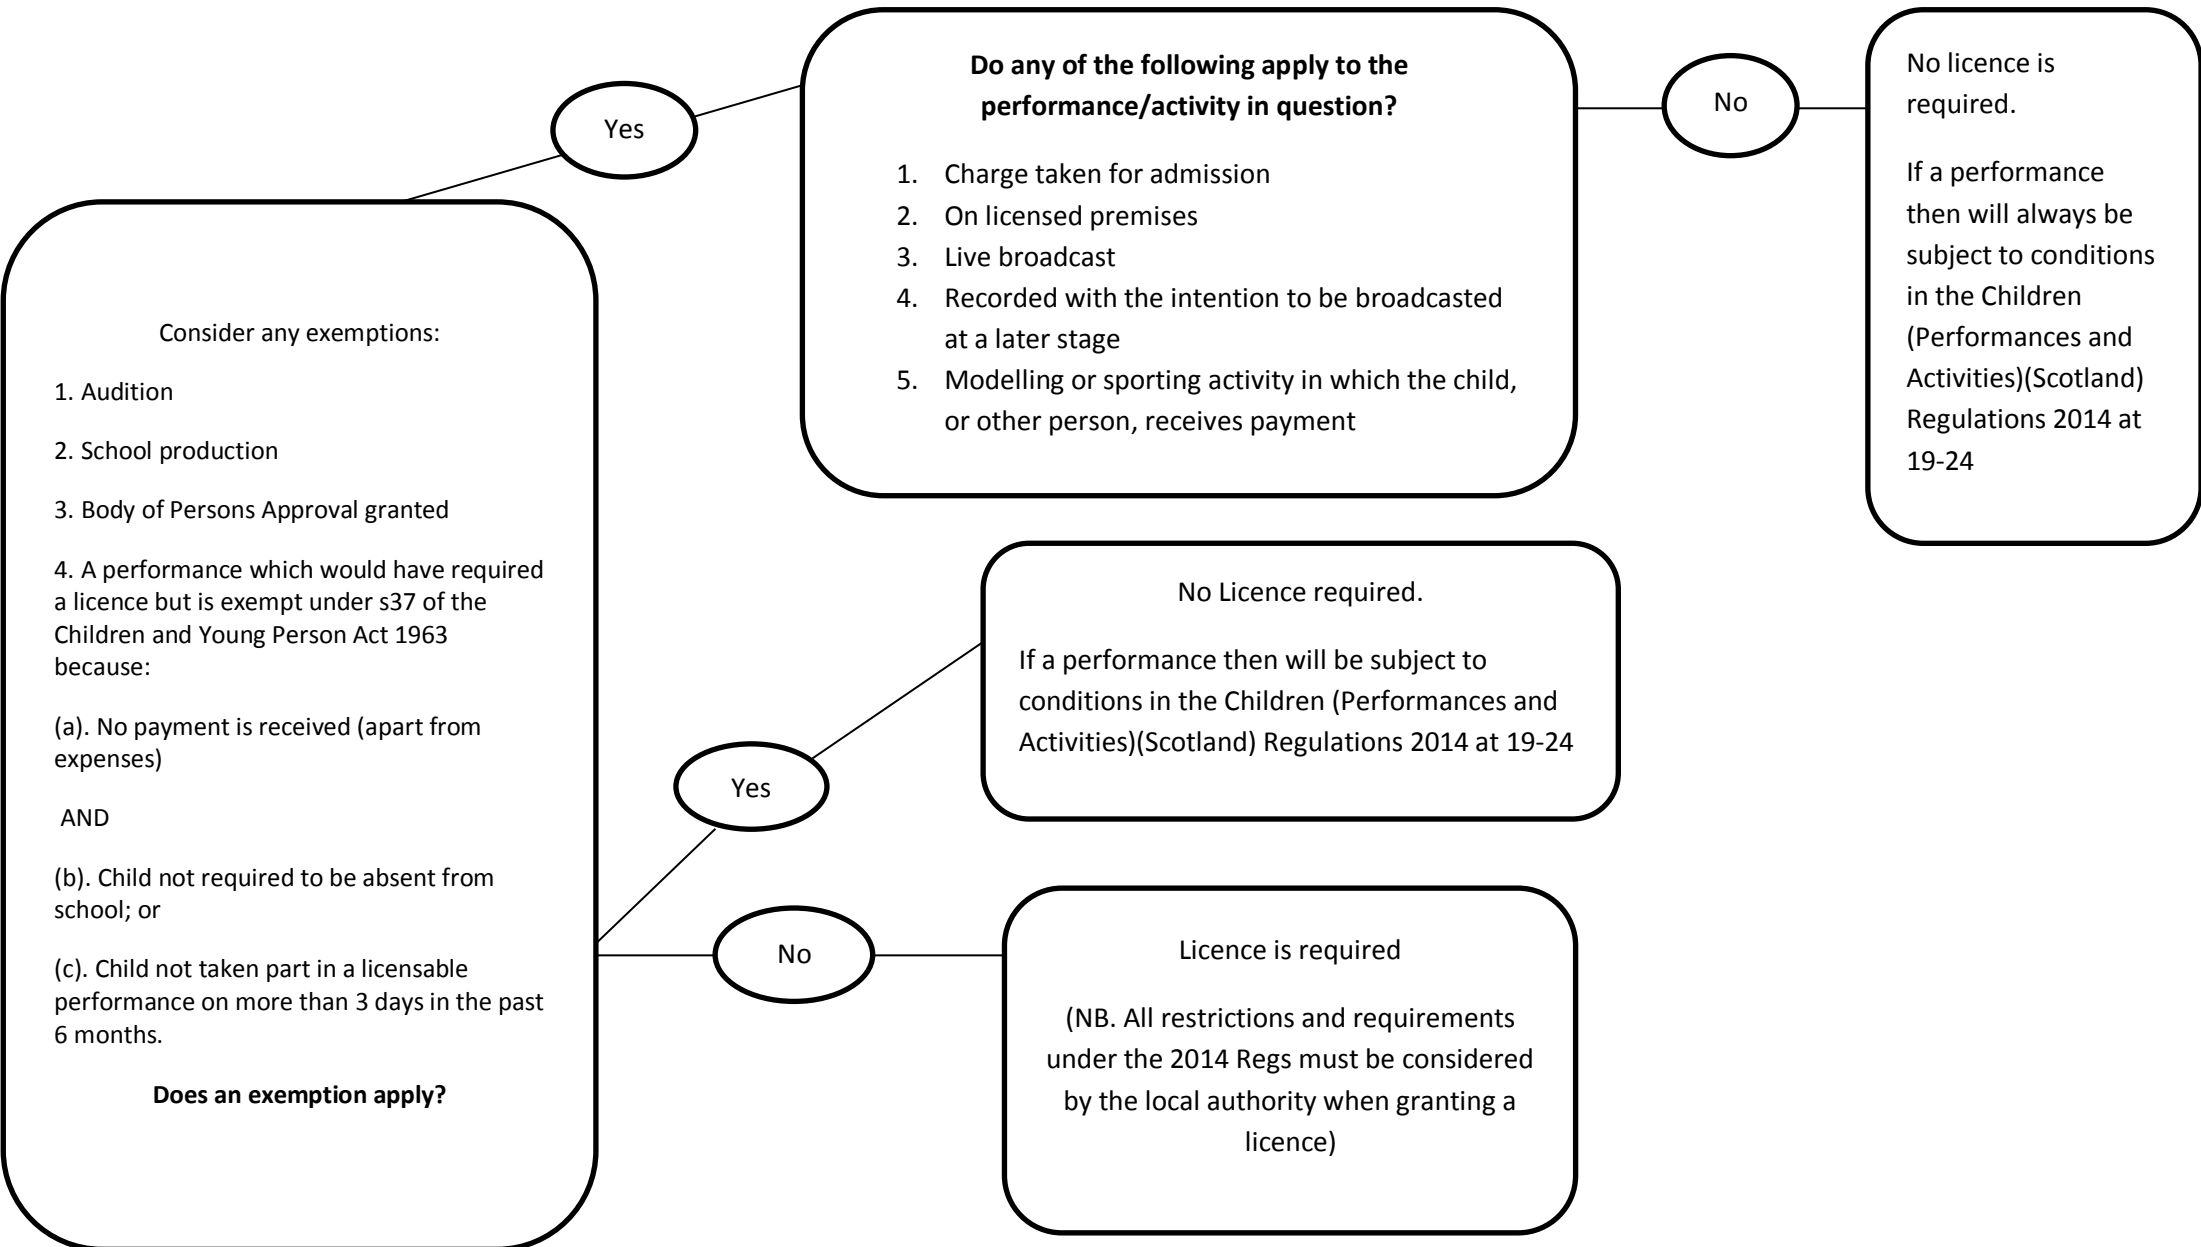 Do any of the following apply to the
performance/activity in question?
1. Charge taken for admission
2. On licensed premises
3. Live broadcast
4. Recorded with the intention to be broadcasted
at a later stage
5. Modelling or sporting activity in which the child,
or other person, receives payment
No
No licence is
required.
If a performance
then will always be
subject to conditions
in the Children
(Performances and
Activities)(Scotland)
Regulations 2014 at
19-24
Yes
Consider any exemptions:
1. Audition
2. School production
3. Body of Persons Approval granted
4. A performance which would have required
a licence but is exempt under s37 of the
Children and Young Person Act 1963
because:
(a). No payment is received (apart from
expenses)
AND
(b). Child not required to be absent from
school; or
(c). Child not taken part in a licensable
performance on more than 3 days in the past
6 months.
Does an exemption apply?
Yes
No Licence required.
If a performance then will be subject to
conditions in the Children (Performances and
Activities)(Scotland) Regulations 2014 at 19-24
No
Licence is required
(NB. All restrictions and requirements
under the 2014 Regs must be considered
by the local authority when granting a
licence)